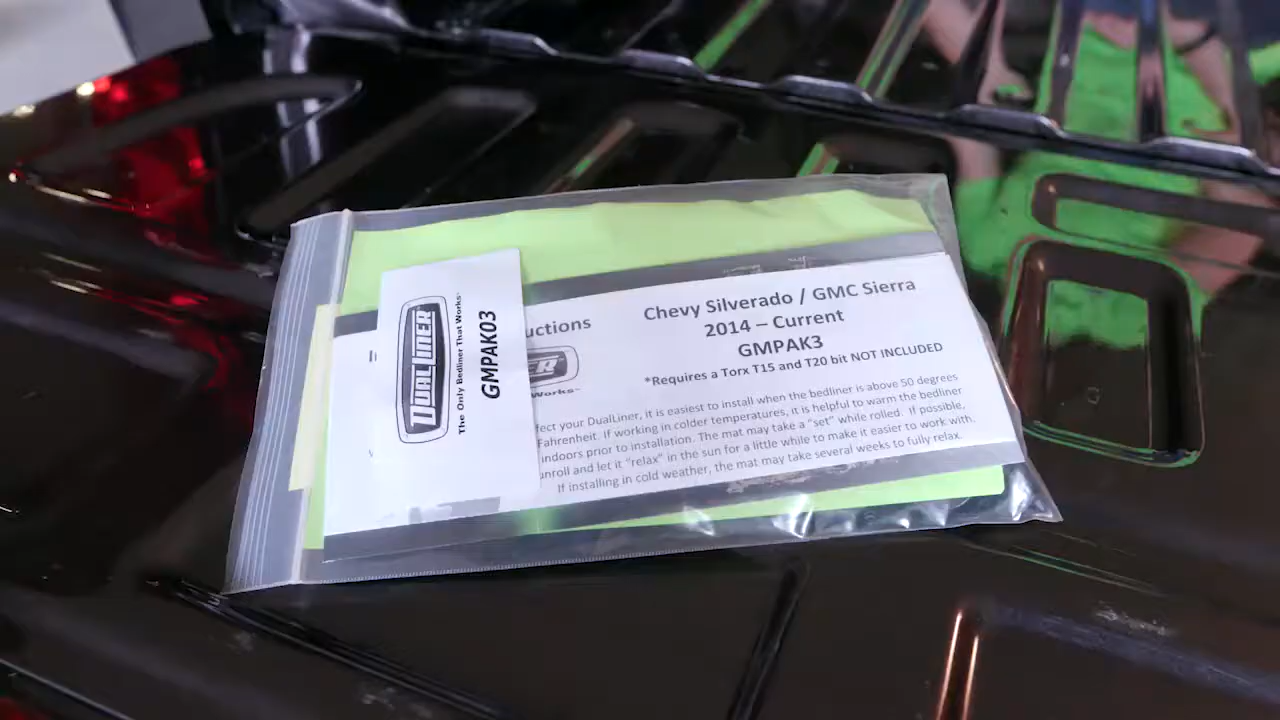 DUALLINER
The Only Bedliner That Works
GMPAK03
uctions
ER
Works
Chevy Silverado / GMC Sierra
2014 – Current
GMPAK3
*Requires a Torx T15 and T20 bit NOT INCLUDED
fect your DualLiner, it is easiest to install when the bedliner is above 50 degrees
Fahrenheit. If working in colder temperatures, it is helpful to warm the bedliner
indoors prior to installation. The mat may take a "set" while rolled. If possible,
unroll and let it "relax" in the sun for a little while to make it easier to work with.
If installing in cold weather, the mat may take several weeks to fully relax.